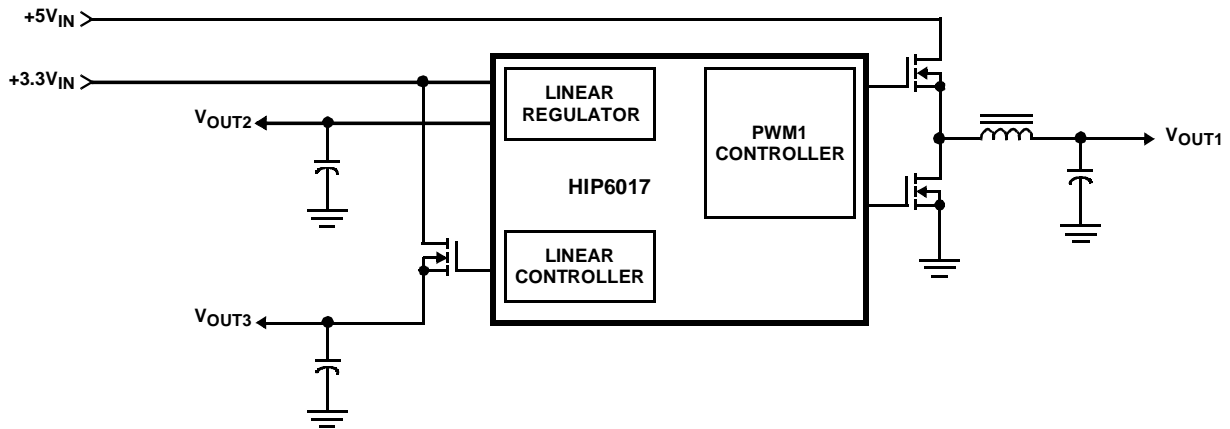 +5VIN
+3.3VIN
LINEAR
REGULATOR
VOUT2
PWM1
CONTROLLER
VOUT1
HIP6017
LINEAR
CONTROLLER
VOUT3